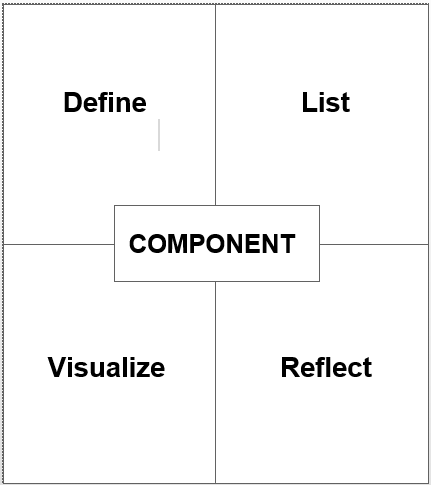 Define
List
COMPONENT
Visualize
Reflect